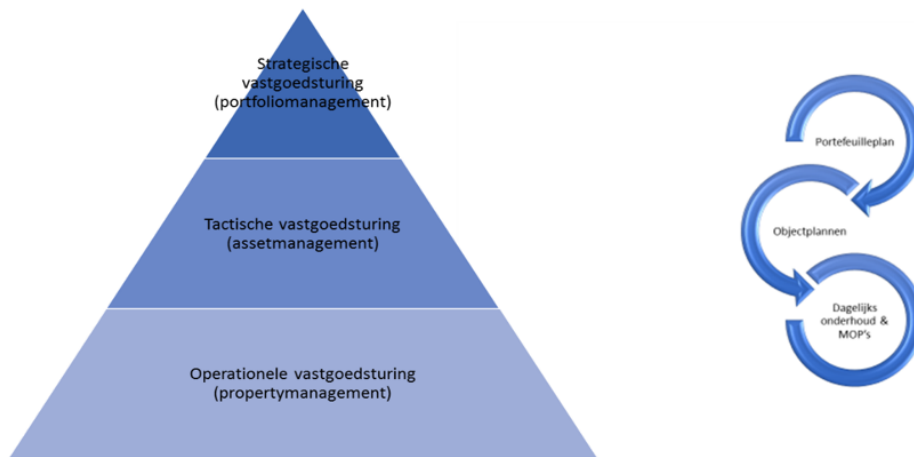 Strategische
vastgoedsturing
(portfoliomanagement)
Tactische vastgoedsturing
(assetmanagement)
Operationele vastgoedsturing
(propertymanagement)
Portefeuilleplan
Objectplannen
Dagelijks
onderhoud &
MOP's